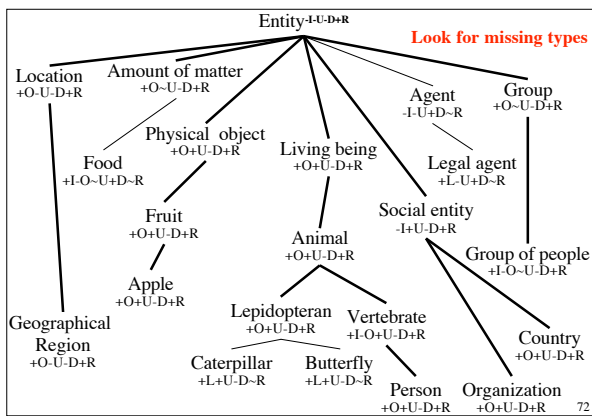 Entity-I-U-D+R
Look for missing types
Location
+O-U-D+R
Amount of matter
+O~U-D+R
Agent
-I-U+D~R
Group
+O~U-D+R
Physical object
+O+U-D+R
Living being
+O+U-D+R
Food
+I-O~U+D~R
Legal agent
+L-U+D~R
Fruit
+O+U-D+R
Social entity
-I+U-D+R
Animal
+O+U-D+R
Group of people
+I-O~U-D+R
Apple
+O+U-D+R
Lepidopteran
+O+U-D+R
Vertebrate
+I-O+U-D+R
Geographical
Region
+O-U-D+R
Country
+O+U-D+R
Caterpillar
+L+U-D~R
Butterfly
+L+U-D~R
Person
+O+U-D+R
Organization
+O+U-D+R
72